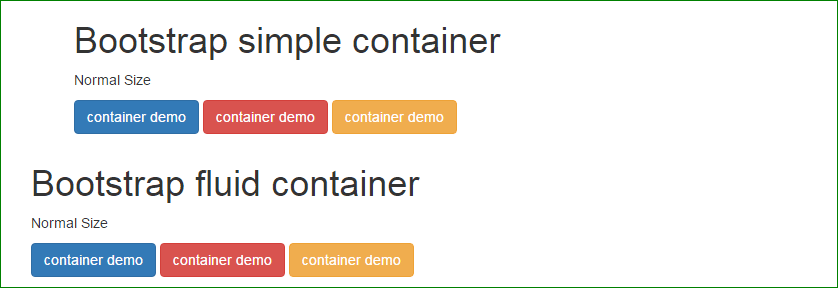 Bootstrap simple container
Normal Size
container demo container demo container demo
Bootstrap fluid container
Normal Size
container demo container demo container demo